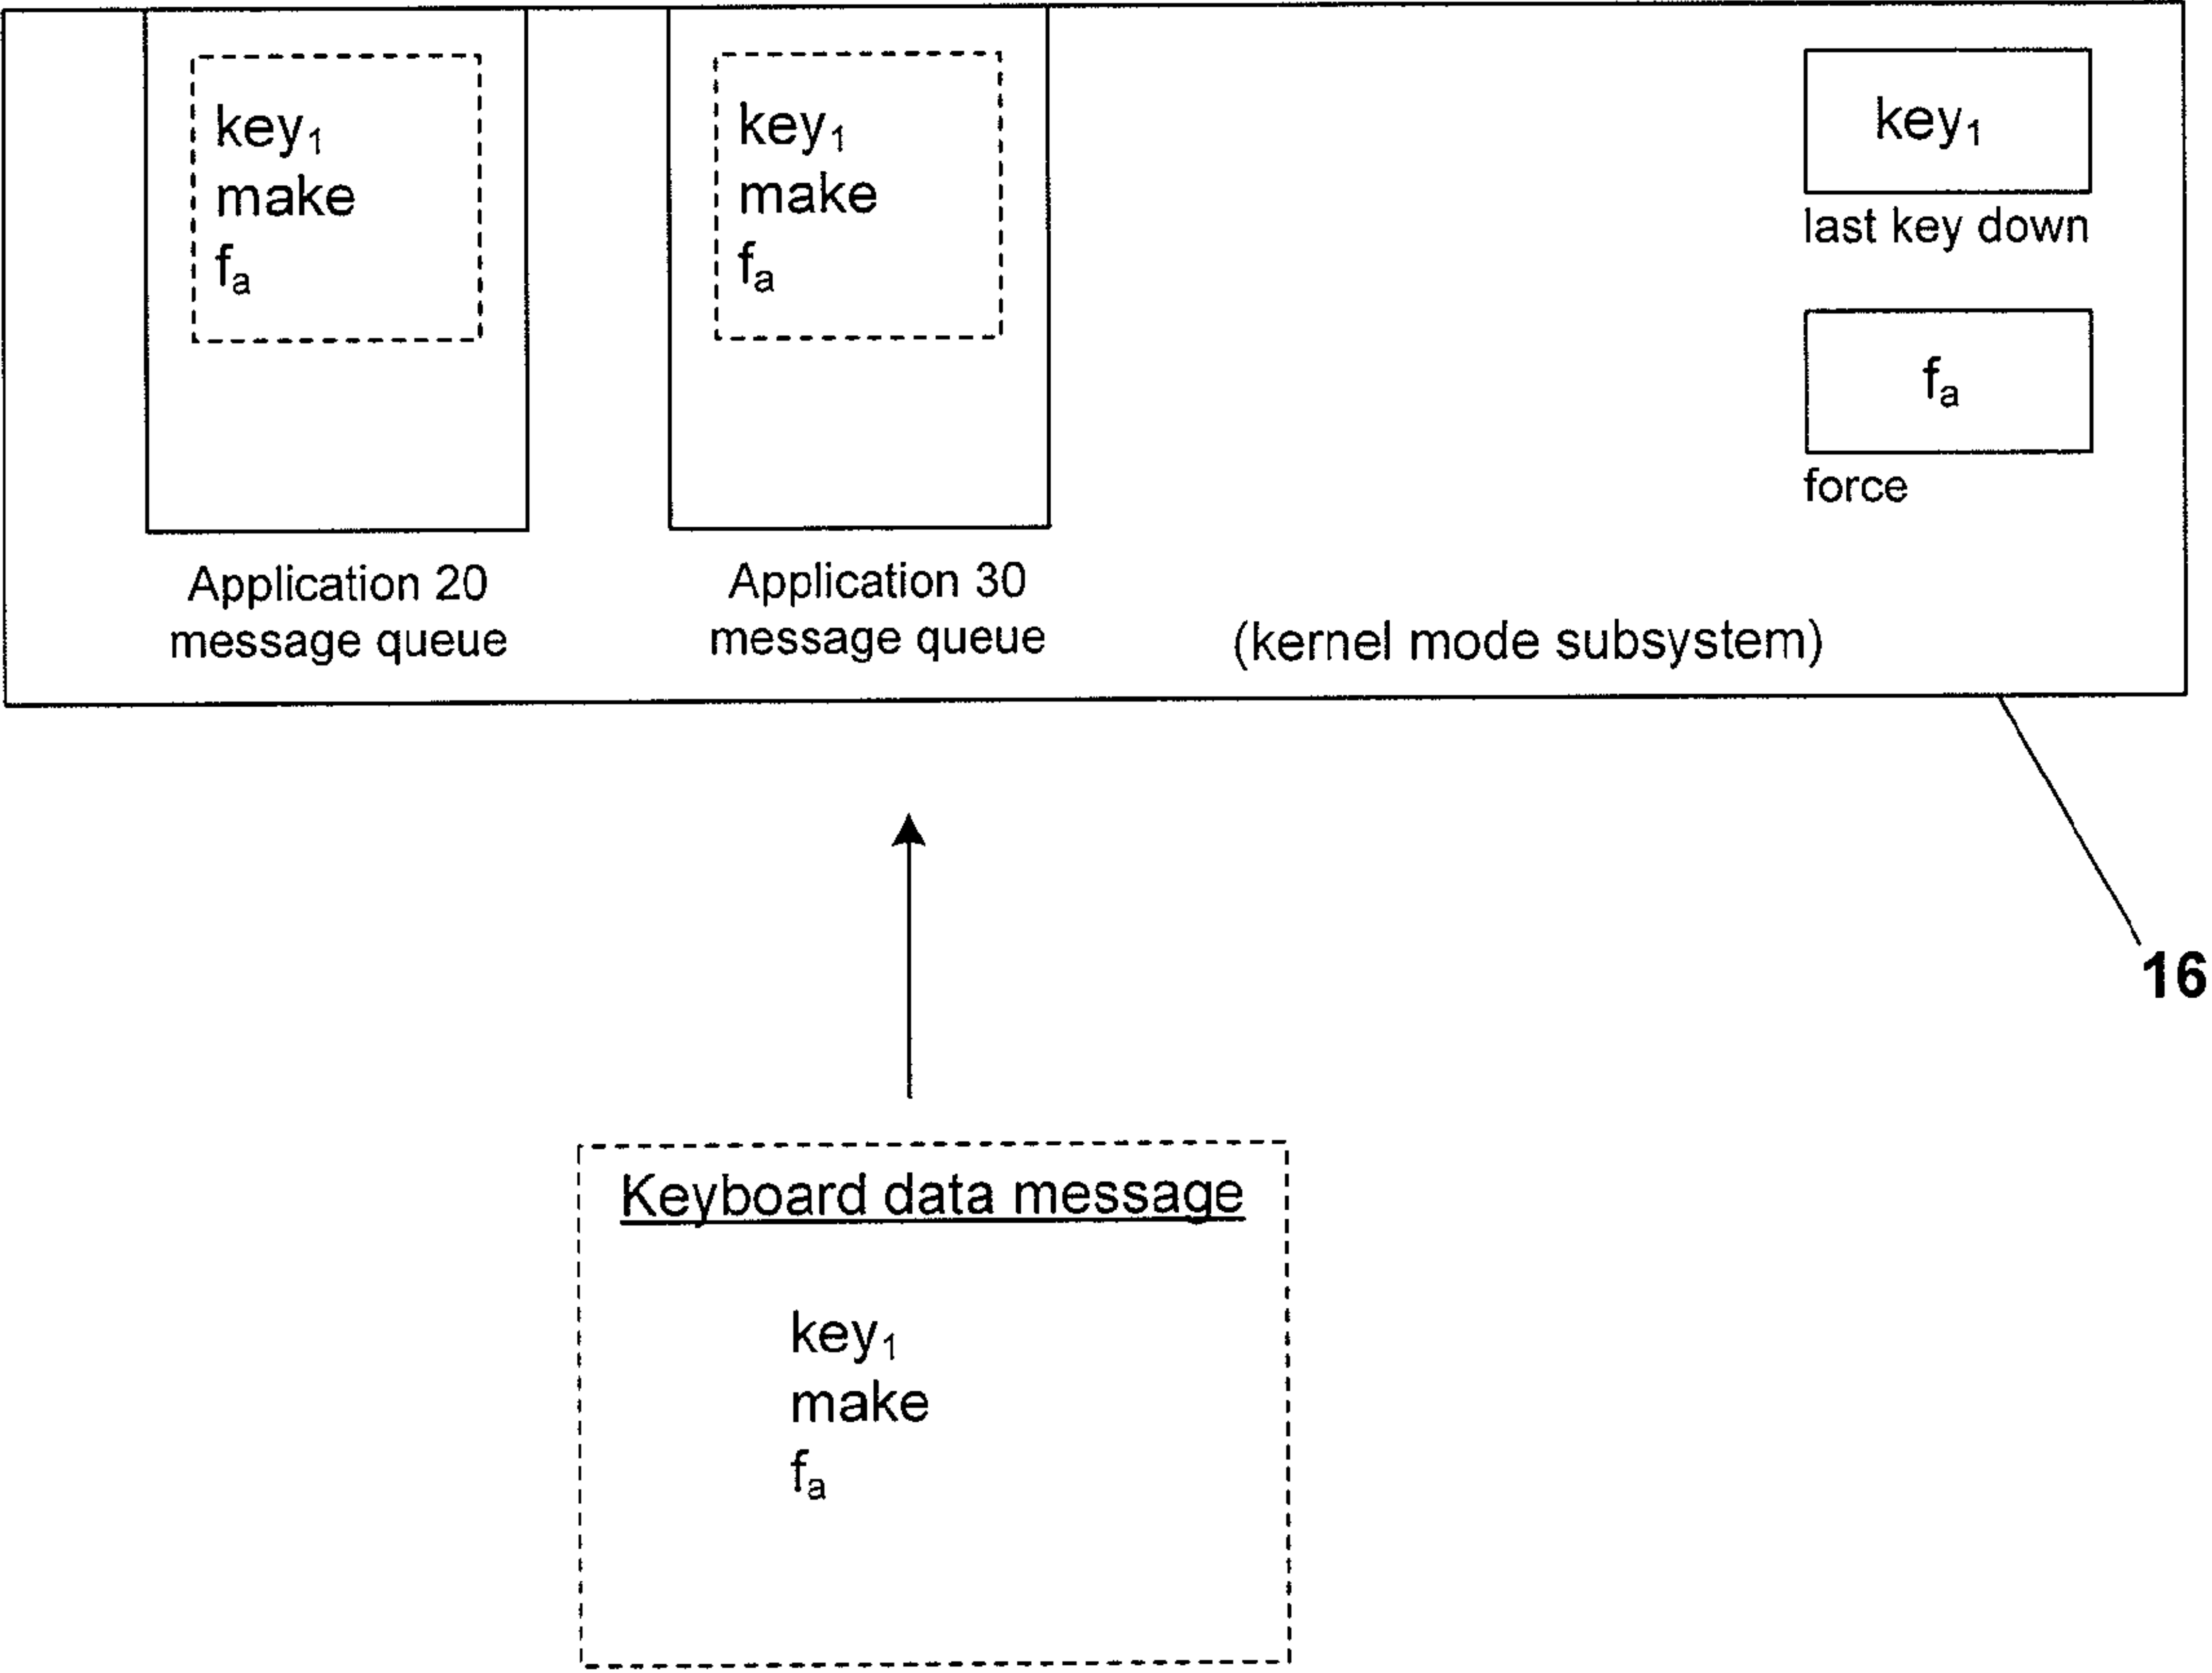 key₁
make
fₐ
key₁
make
fₐ
key₁
last key down
fₐ
force
Application 20
message queue
Application 30
message queue
(kernel mode subsystem)
16
Keyboard data message
key₁
make
fₐ